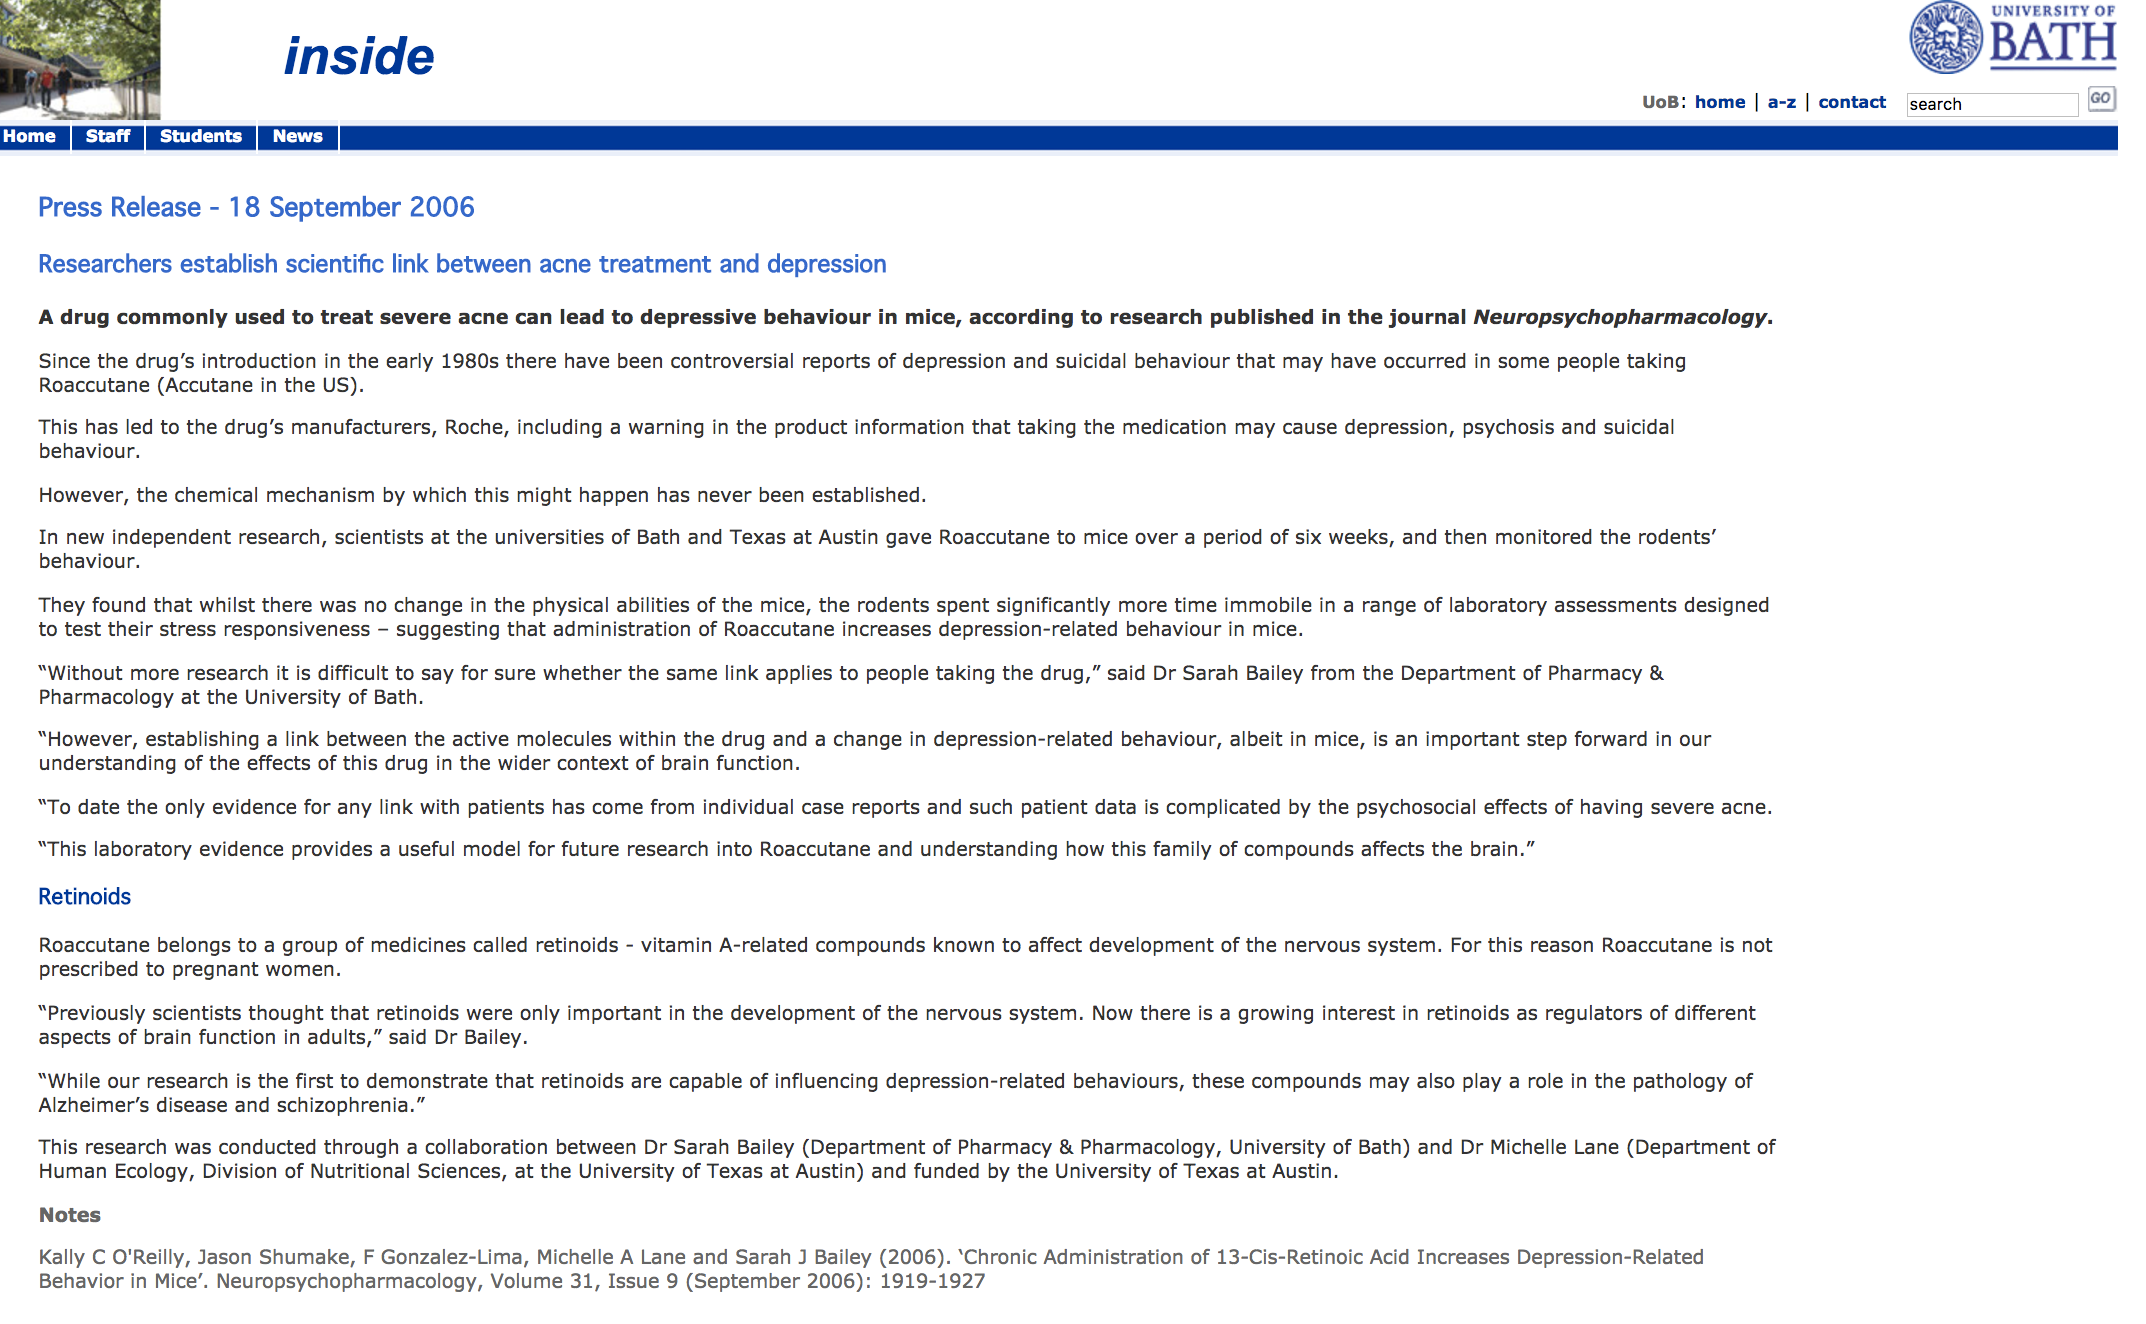 inside
UNIVERSITY OF
BATH
UoB: home | a-z | contact
search
GO
Home
Staff
Students
News
Press Release - 18 September 2006
Researchers establish scientific link between acne treatment and depression
A drug commonly used to treat severe acne can lead to depressive behaviour in mice, according to research published in the journal Neuropsychopharmacology.
Since the drug’s introduction in the early 1980s there have been controversial reports of depression and suicidal behaviour that may have occurred in some people taking
Roaccutane (Accutane in the US).
This has led to the drug’s manufacturers, Roche, including a warning in the product information that taking the medication may cause depression, psychosis and suicidal
behaviour.
However, the chemical mechanism by which this might happen has never been established.
In new independent research, scientists at the universities of Bath and Texas at Austin gave Roaccutane to mice over a period of six weeks, and then monitored the rodents’
behaviour.
They found that whilst there was no change in the physical abilities of the mice, the rodents spent significantly more time immobile in a range of laboratory assessments designed
to test their stress responsiveness – suggesting that administration of Roaccutane increases depression-related behaviour in mice.
“Without more research it is difficult to say for sure whether the same link applies to people taking the drug,” said Dr Sarah Bailey from the Department of Pharmacy &
Pharmacology at the University of Bath.
“However, establishing a link between the active molecules within the drug and a change in depression-related behaviour, albeit in mice, is an important step forward in our
understanding of the effects of this drug in the wider context of brain function.
“To date the only evidence for any link with patients has come from individual case reports and such patient data is complicated by the psychosocial effects of having severe acne.
“This laboratory evidence provides a useful model for future research into Roaccutane and understanding how this family of compounds affects the brain.”
Retinoids
Roaccutane belongs to a group of medicines called retinoids - vitamin A-related compounds known to affect development of the nervous system. For this reason Roaccutane is not
prescribed to pregnant women.
“Previously scientists thought that retinoids were only important in the development of the nervous system. Now there is a growing interest in retinoids as regulators of different
aspects of brain function in adults,” said Dr Bailey.
“While our research is the first to demonstrate that retinoids are capable of influencing depression-related behaviours, these compounds may also play a role in the pathology of
Alzheimer’s disease and schizophrenia.”
This research was conducted through a collaboration between Dr Sarah Bailey (Department of Pharmacy & Pharmacology, University of Bath) and Dr Michelle Lane (Department of
Human Ecology, Division of Nutritional Sciences, at the University of Texas at Austin) and funded by the University of Texas at Austin.
Notes
Kally C O'Reilly, Jason Shumake, F Gonzalez-Lima, Michelle A Lane and Sarah J Bailey (2006). ‘Chronic Administration of 13-Cis-Retinoic Acid Increases Depression-Related
Behavior in Mice’. Neuropsychopharmacology, Volume 31, Issue 9 (September 2006): 1919-1927